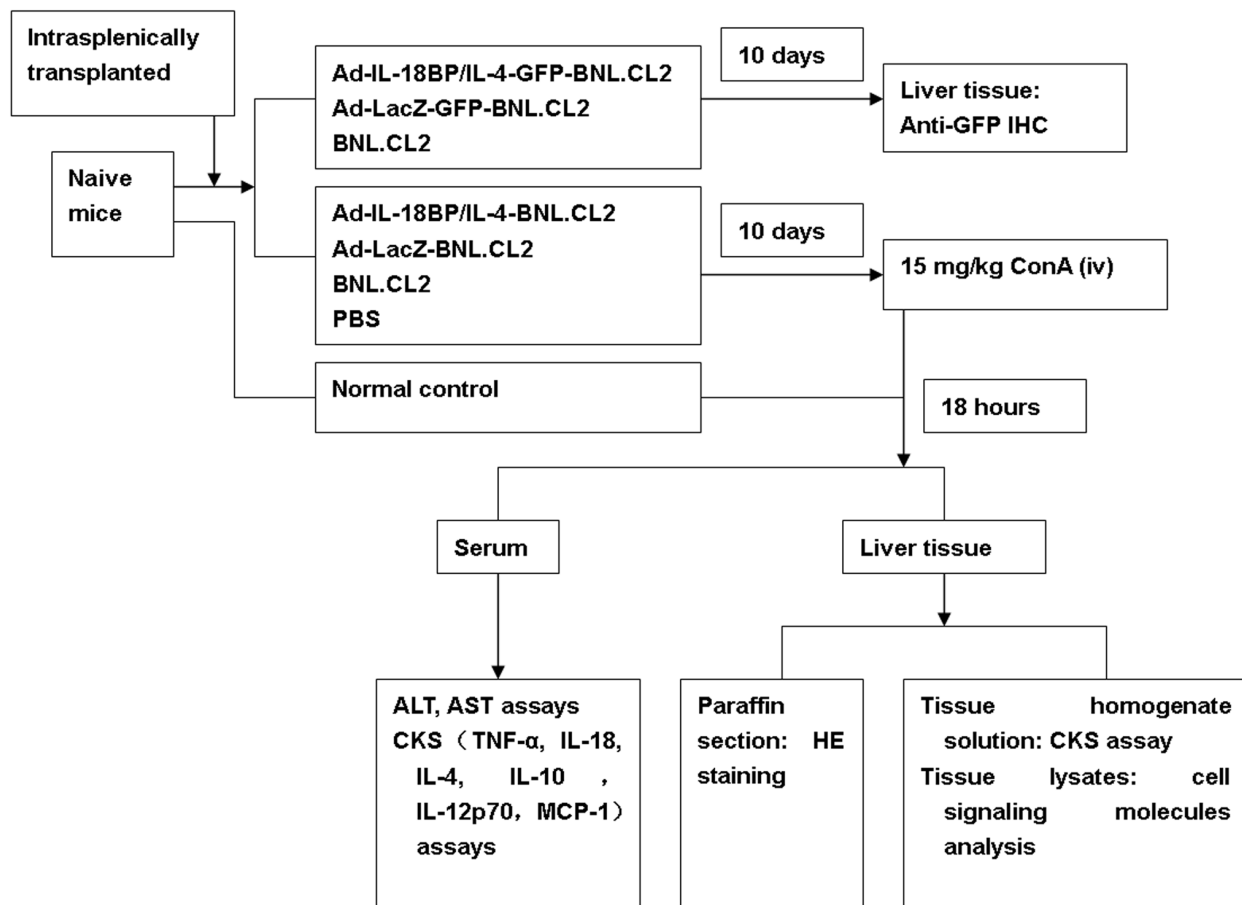 Intrasplenically
transplanted
Naive
mice
Ad-IL-18BP/IL-4-GFP-BNL.CL2
Ad-LacZ-GFP-BNL.CL2
BNL.CL2
10 days
Liver tissue:
Anti-GFP IHC
Ad-IL-18BP/IL-4-BNL.CL2
Ad-LacZ-BNL.CL2
BNL.CL2
PBS
10 days
15 mg/kg ConA (iv)
Normal control
18 hours
Serum
Liver tissue
ALT, AST assays
CKS（TNF-α, IL-18,
IL-4, IL-10 ，
IL-12p70，MCP-1）
assays
Paraffin
section: HE
staining
Tissue homogenate
solution: CKS assay
Tissue lysates: cell
signaling molecules
analysis